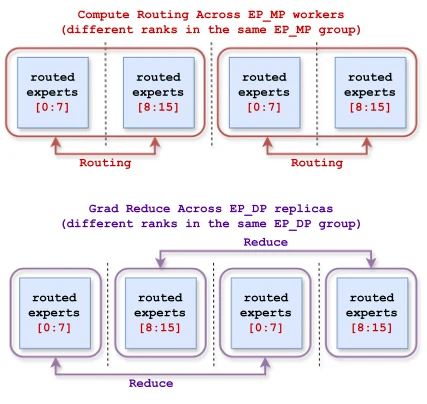 Compute Routing Across EP_MP workers
(different ranks in the same EP_MP group)
routed
experts
[0:7]
routed
experts
[8:15]
routed
experts
[0:7]
routed
experts
[8:15]
Routing
Routing
Grad Reduce Across EP_DP replicas
(different ranks in the same EP_DP group)
Reduce
routed
experts
[0:7]
routed
experts
[8:15]
routed
experts
[0:7]
routed
experts
[8:15]
Reduce